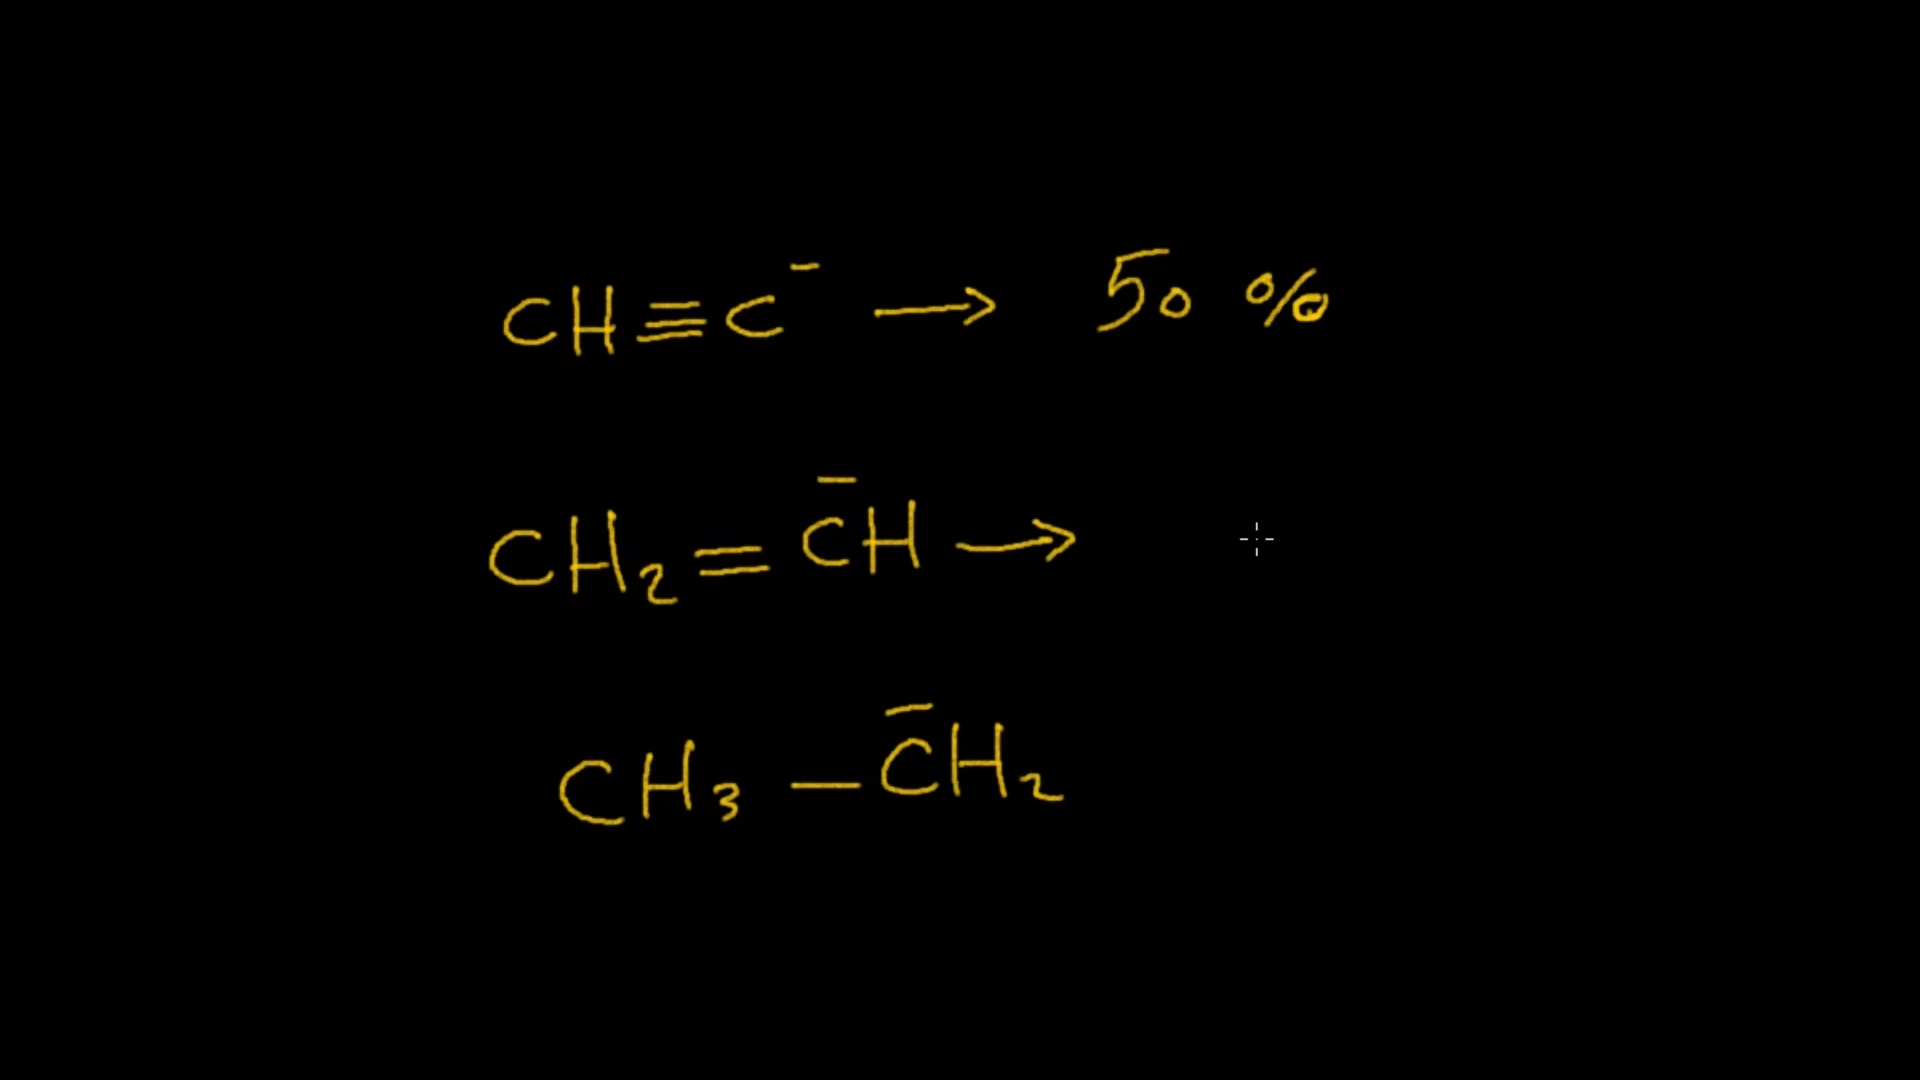 CH≡C⁻ → 50 %
CH₂=C̄H →
CH₃–C̄H₂